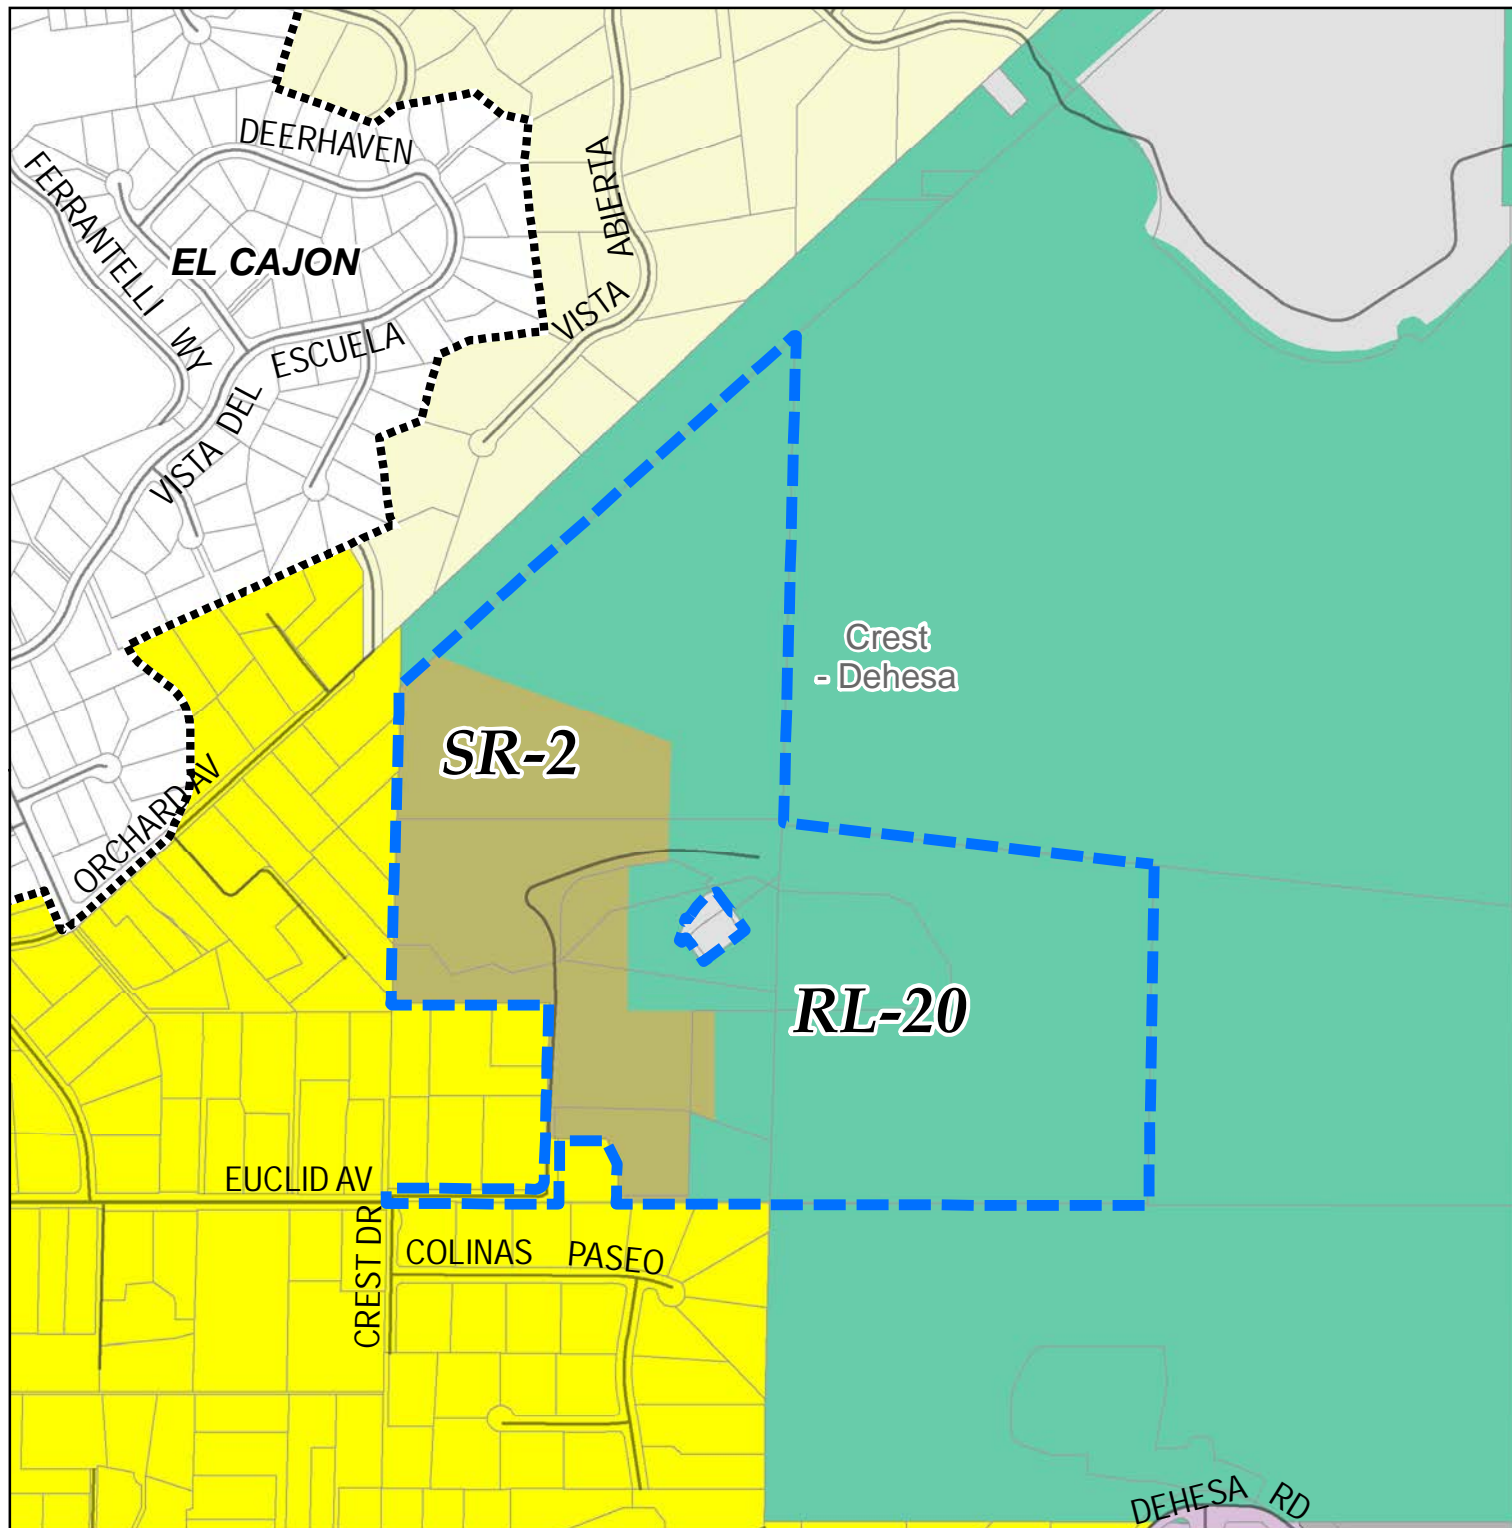 DEERHAVEN
FERRANTELLI WY
EL CAJON
VISTA ABIERTA
VISTA DEL ESCUELA
Crest
- Dehesa
SR-2
ORCHARD AV
RL-20
EUCLID AV
CREST DR
COLINAS PASEO
DEHESA RD